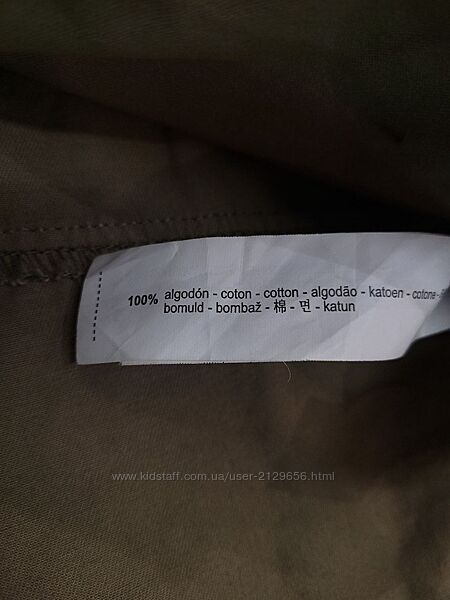 100% algodón - coton - cotton - algodão - katoen - cotone -
bomuld - bombaž - 棉 - 면 - katun
www.kidstaff.com.ua/user-2129656.html